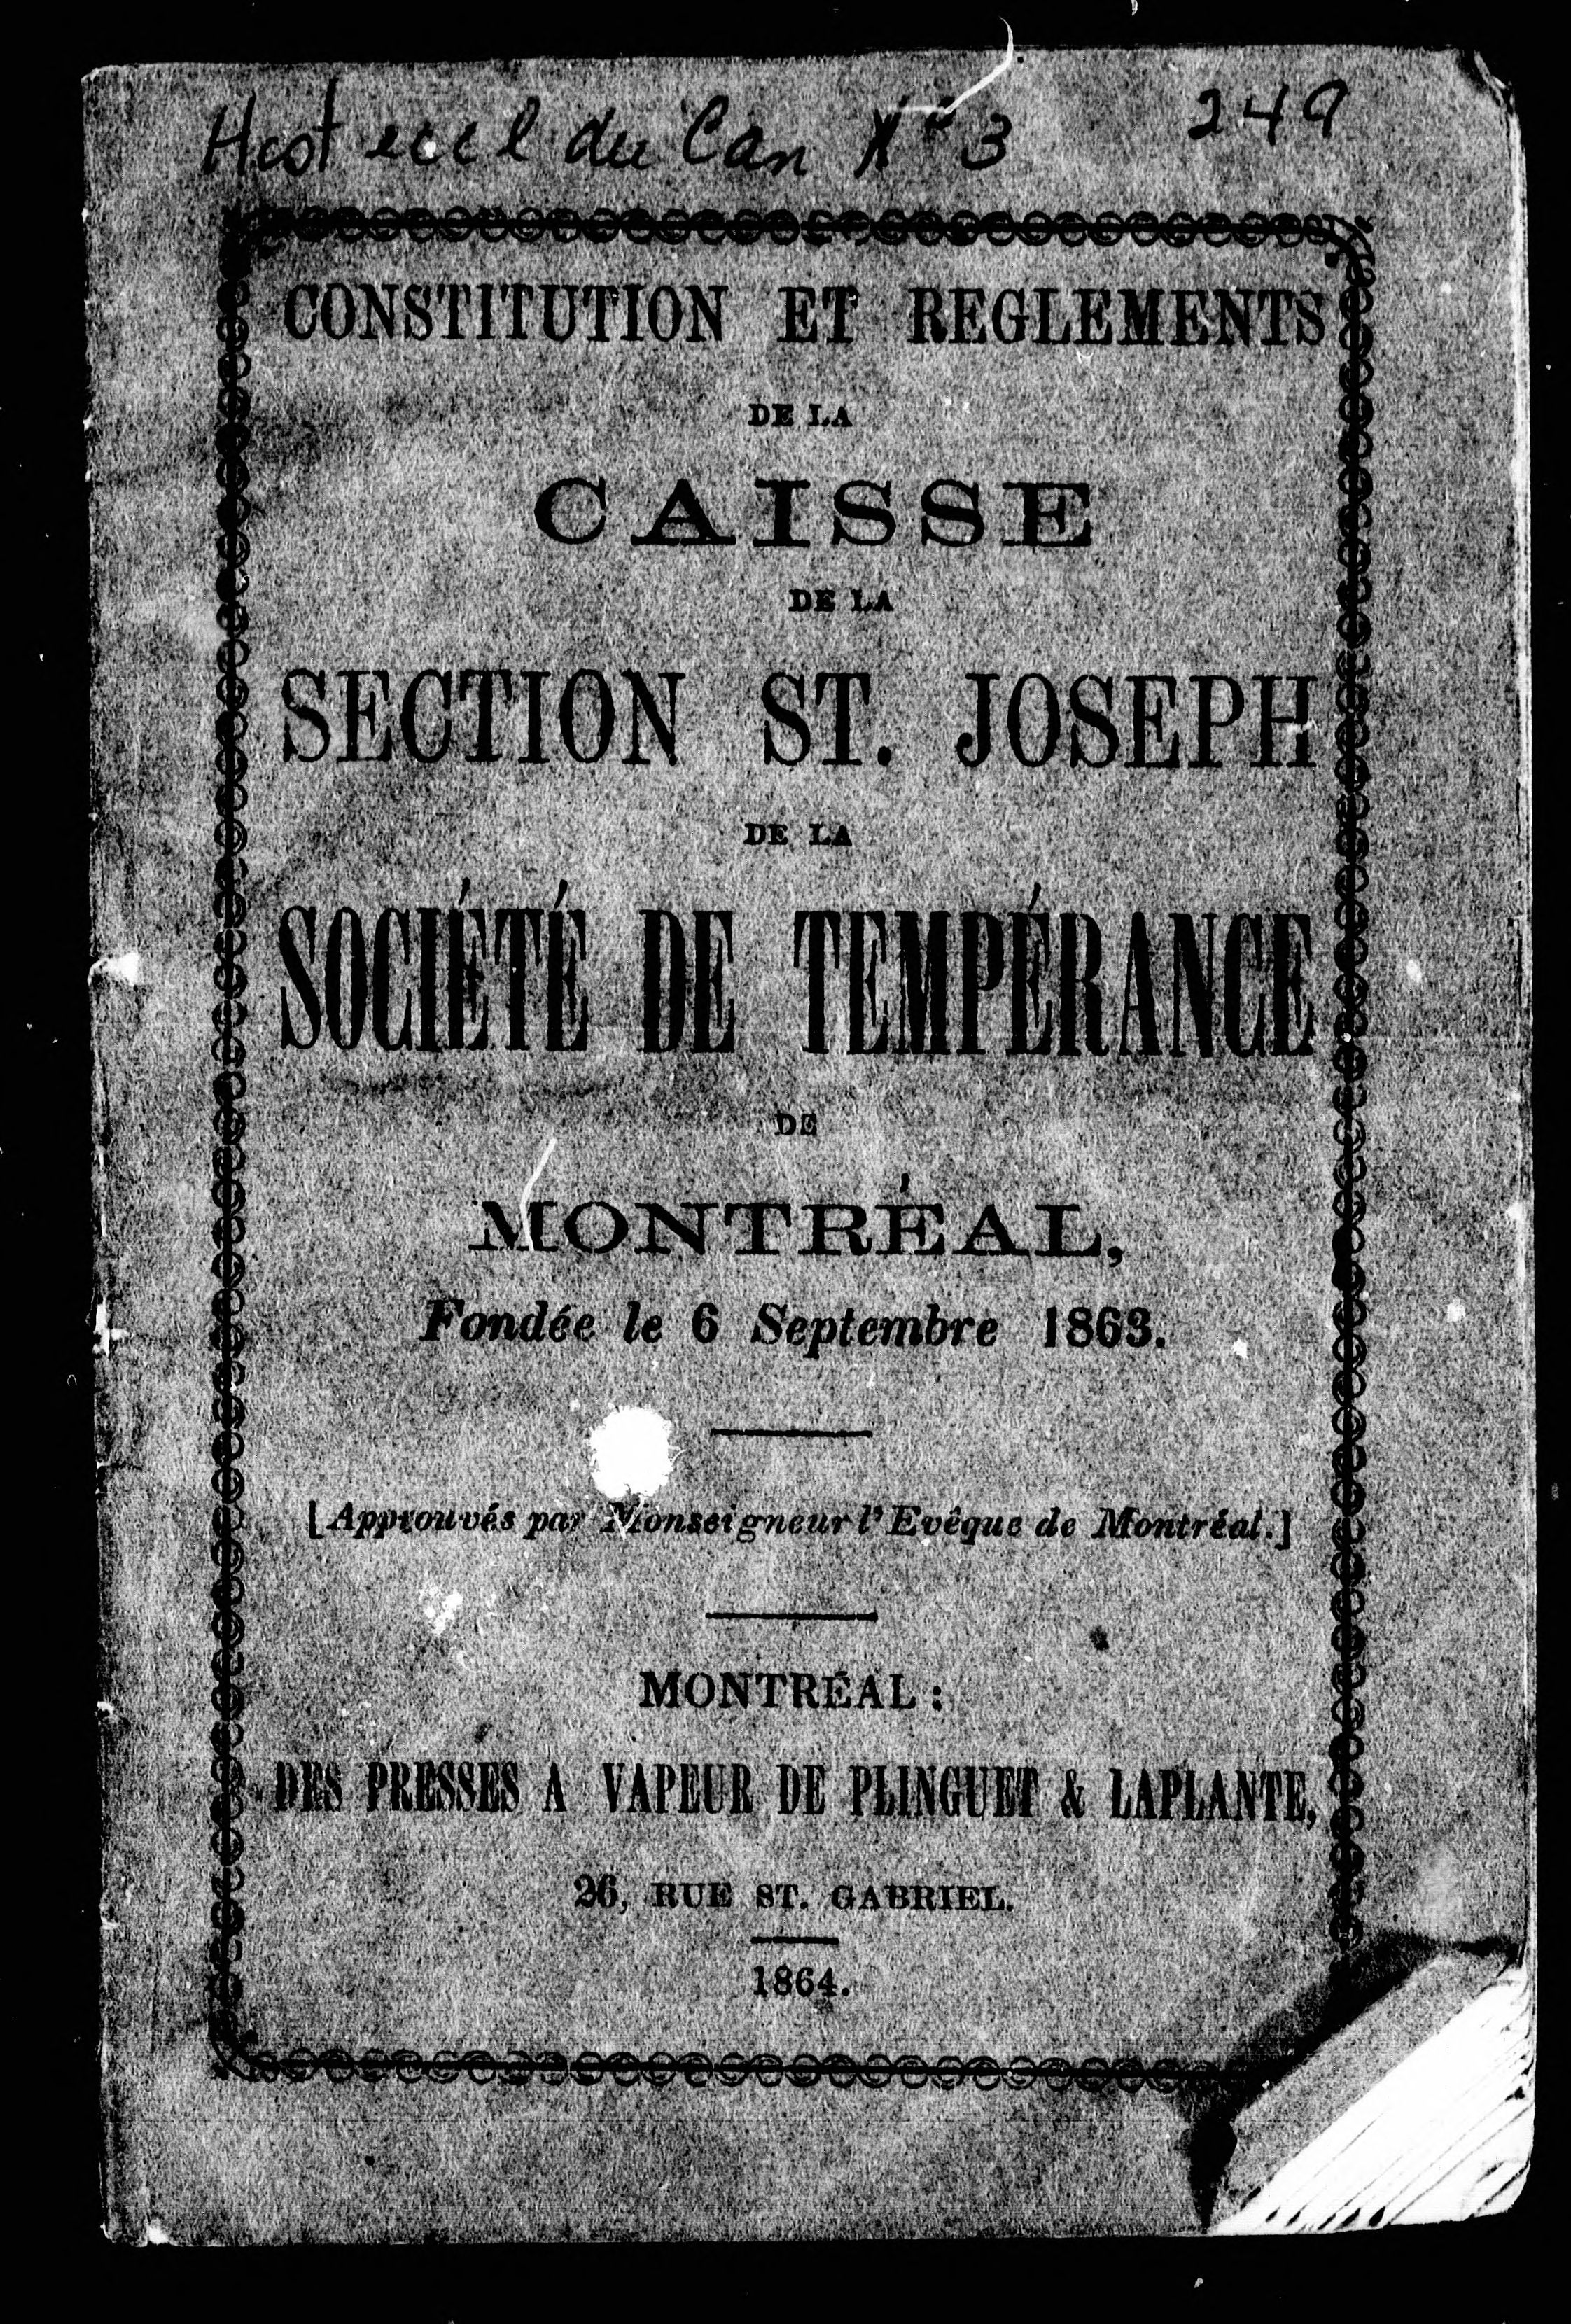 Hist eccl du Can No 3 249
CONSTITUTION ET REGLEMENTS
DE LA
CAISSE
DE LA
SECTION ST. JOSEPH
DE LA
SOCIÉTÉ DE TEMPÉRANCE
DE
MONTRÉAL,
Fondée le 6 Septembre 1863.
[Approuvés par Monseigneur l'Evêque de Montréal.]
MONTRÉAL :
DES PRESSES A VAPEUR DE PLINGUET & LAPLANTE,
26, RUE ST. GABRIEL.
1864.